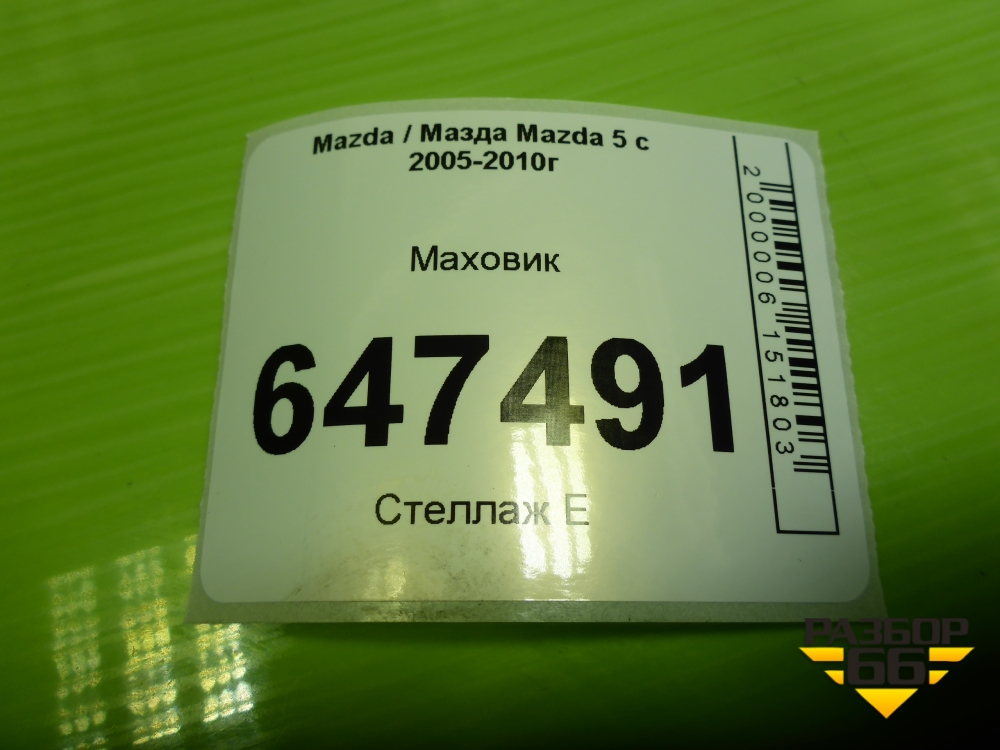 Mazda / Мазда Mazda 5 с
2005-2010г
Маховик
647491
Стеллаж Е
2000006151803
РАЗБОР
66